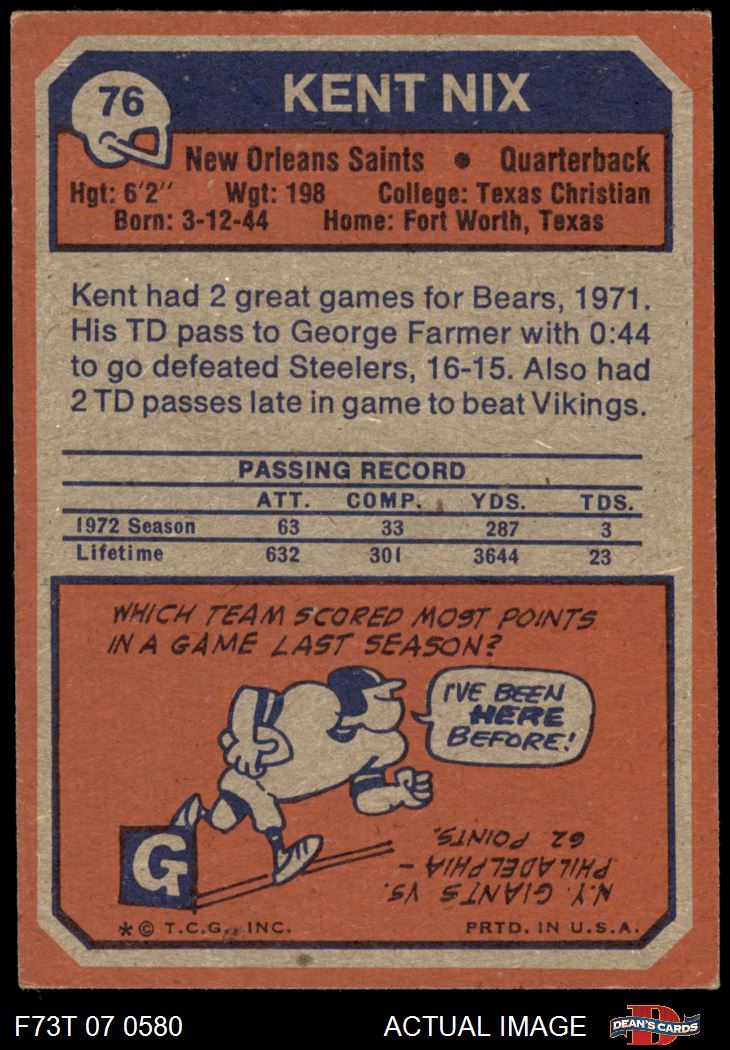 76
KENT NIX
New Orleans Saints • Quarterback
Hgt: 6'2" Wgt: 198 College: Texas Christian
Born: 3-12-44 Home: Fort Worth, Texas
Kent had 2 great games for Bears, 1971.
His TD pass to George Farmer with 0:44
to go defeated Steelers, 16-15. Also had
2 TD passes late in game to beat Vikings.
PASSING RECORD
ATT. COMP. YDS. TDS.
1972 Season 63 33 287 3
Lifetime 632 301 3644 23
WHICH TEAM SCORED MOST POINTS
IN A GAME LAST SEASON?
I'VE BEEN
HERE
BEFORE!
G
N.Y. GIANTS VS.
PHILADELPHIA –
62 POINTS.
* © T.C.G., INC. PRTD. IN U.S.A.
F73T 07 0580 ACTUAL IMAGE
D
DEAN'S CARDS